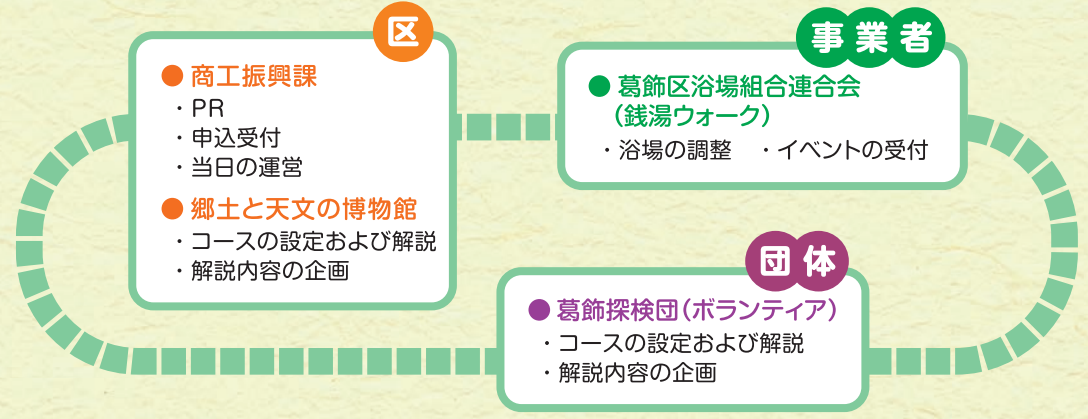 区
● 商工振興課
・PR
・申込受付
・当日の運営
● 郷土と天文の博物館
・コースの設定および解説
・解説内容の企画
事業者
● 葛飾区浴場組合連合会
（銭湯ウォーク）
・浴場の調整　・イベントの受付
団体
● 葛飾探検団（ボランティア）
・コースの設定および解説
・解説内容の企画